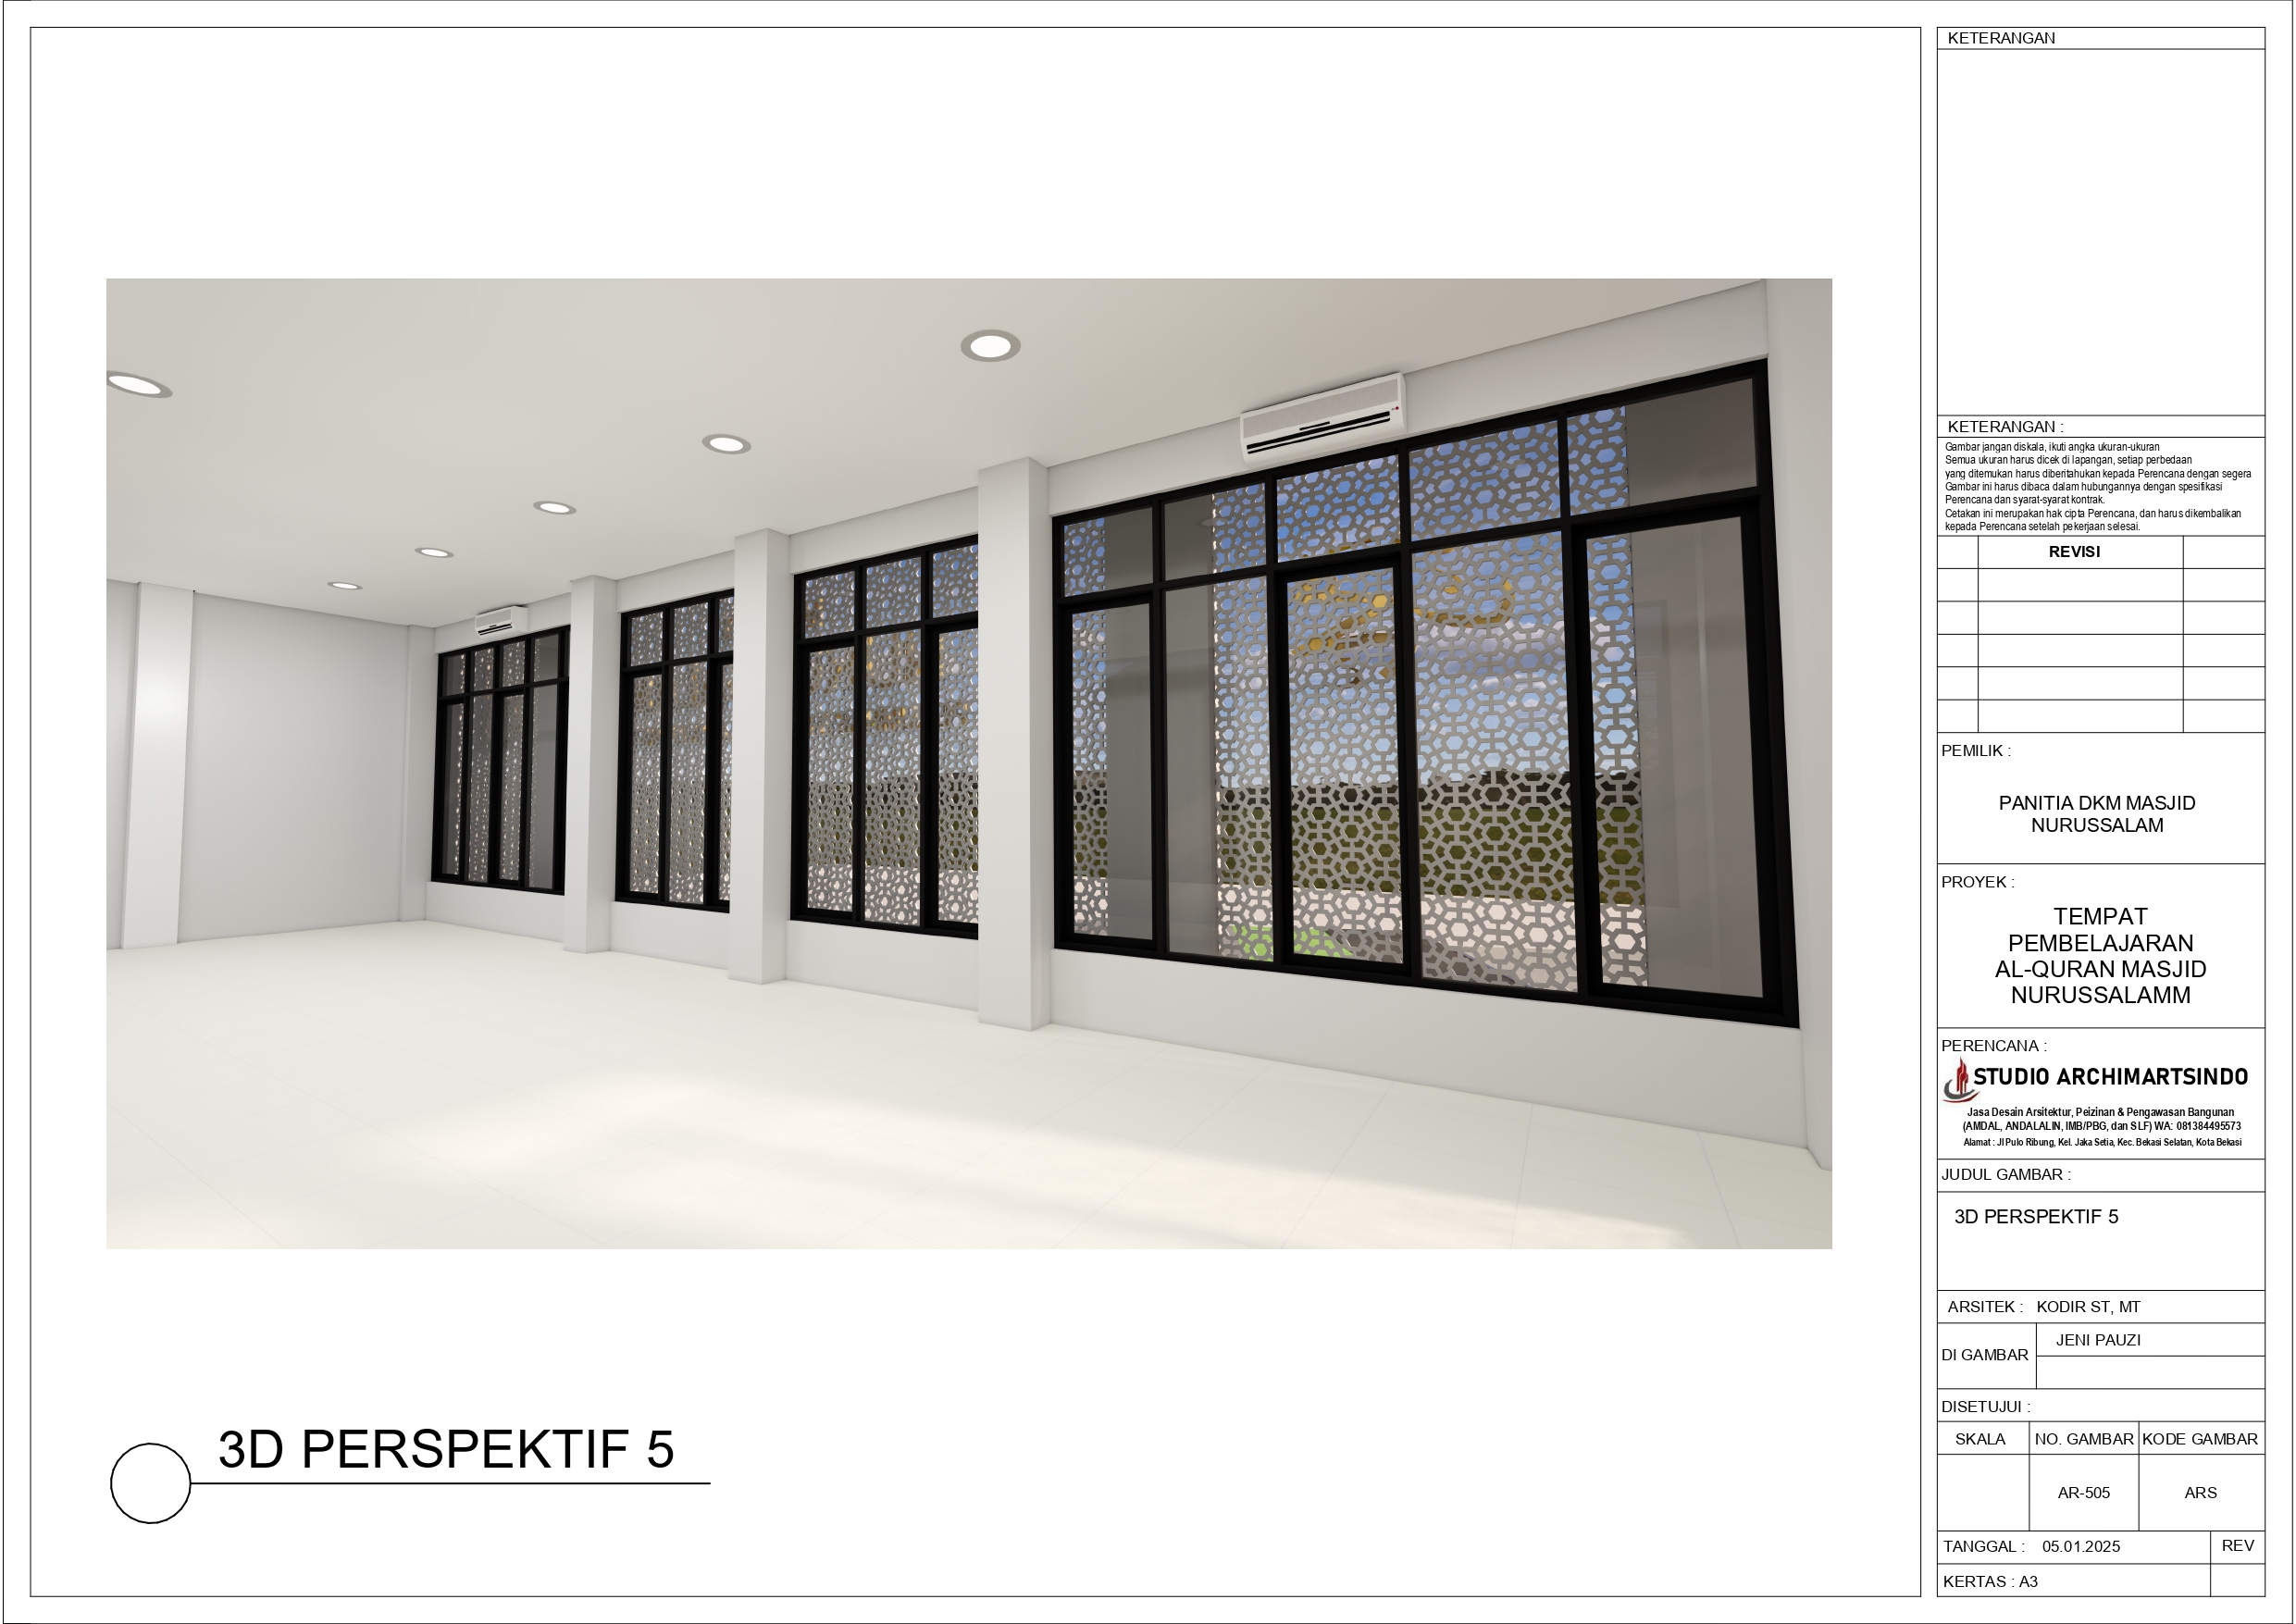 3D PERSPEKTIF 5
KETERANGAN
KETERANGAN :
Gambar jangan diskala, ikuti angka ukuran-ukuran
Semua ukuran harus dicek di lapangan, setiap perbedaan
yang ditemukan harus diberitahukan kepada Perencana dengan segera
Gambar ini harus dibaca dalam hubungannya dengan spesifikasi
Perencana dan syarat-syarat kontrak.
Cetakan ini merupakan hak cipta Perencana, dan harus dikembalikan
kepada Perencana setelah pekerjaan selesai.
REVISI
PEMILIK :
PANITIA DKM MASJID
NURUSSALAM
PROYEK :
TEMPAT
PEMBELAJARAN
AL-QURAN MASJID
NURUSSALAMM
PERENCANA :
STUDIO ARCHIMARTSINDO
Jasa Desain Arsitektur, Peizinan & Pengawasan Bangunan
(AMDAL, ANDALALIN, IMB/PBG, dan SLF) WA: 081384495573
Alamat : Jl Pulo Ribung, Kel. Jaka Setia, Kec. Bekasi Selatan, Kota Bekasi
JUDUL GAMBAR :
3D PERSPEKTIF 5
ARSITEK : KODIR ST, MT
DI GAMBAR JENI PAUZI
DISETUJUI :
SKALA NO. GAMBAR KODE GAMBAR
AR-505 ARS
TANGGAL : 05.01.2025 REV
KERTAS : A3